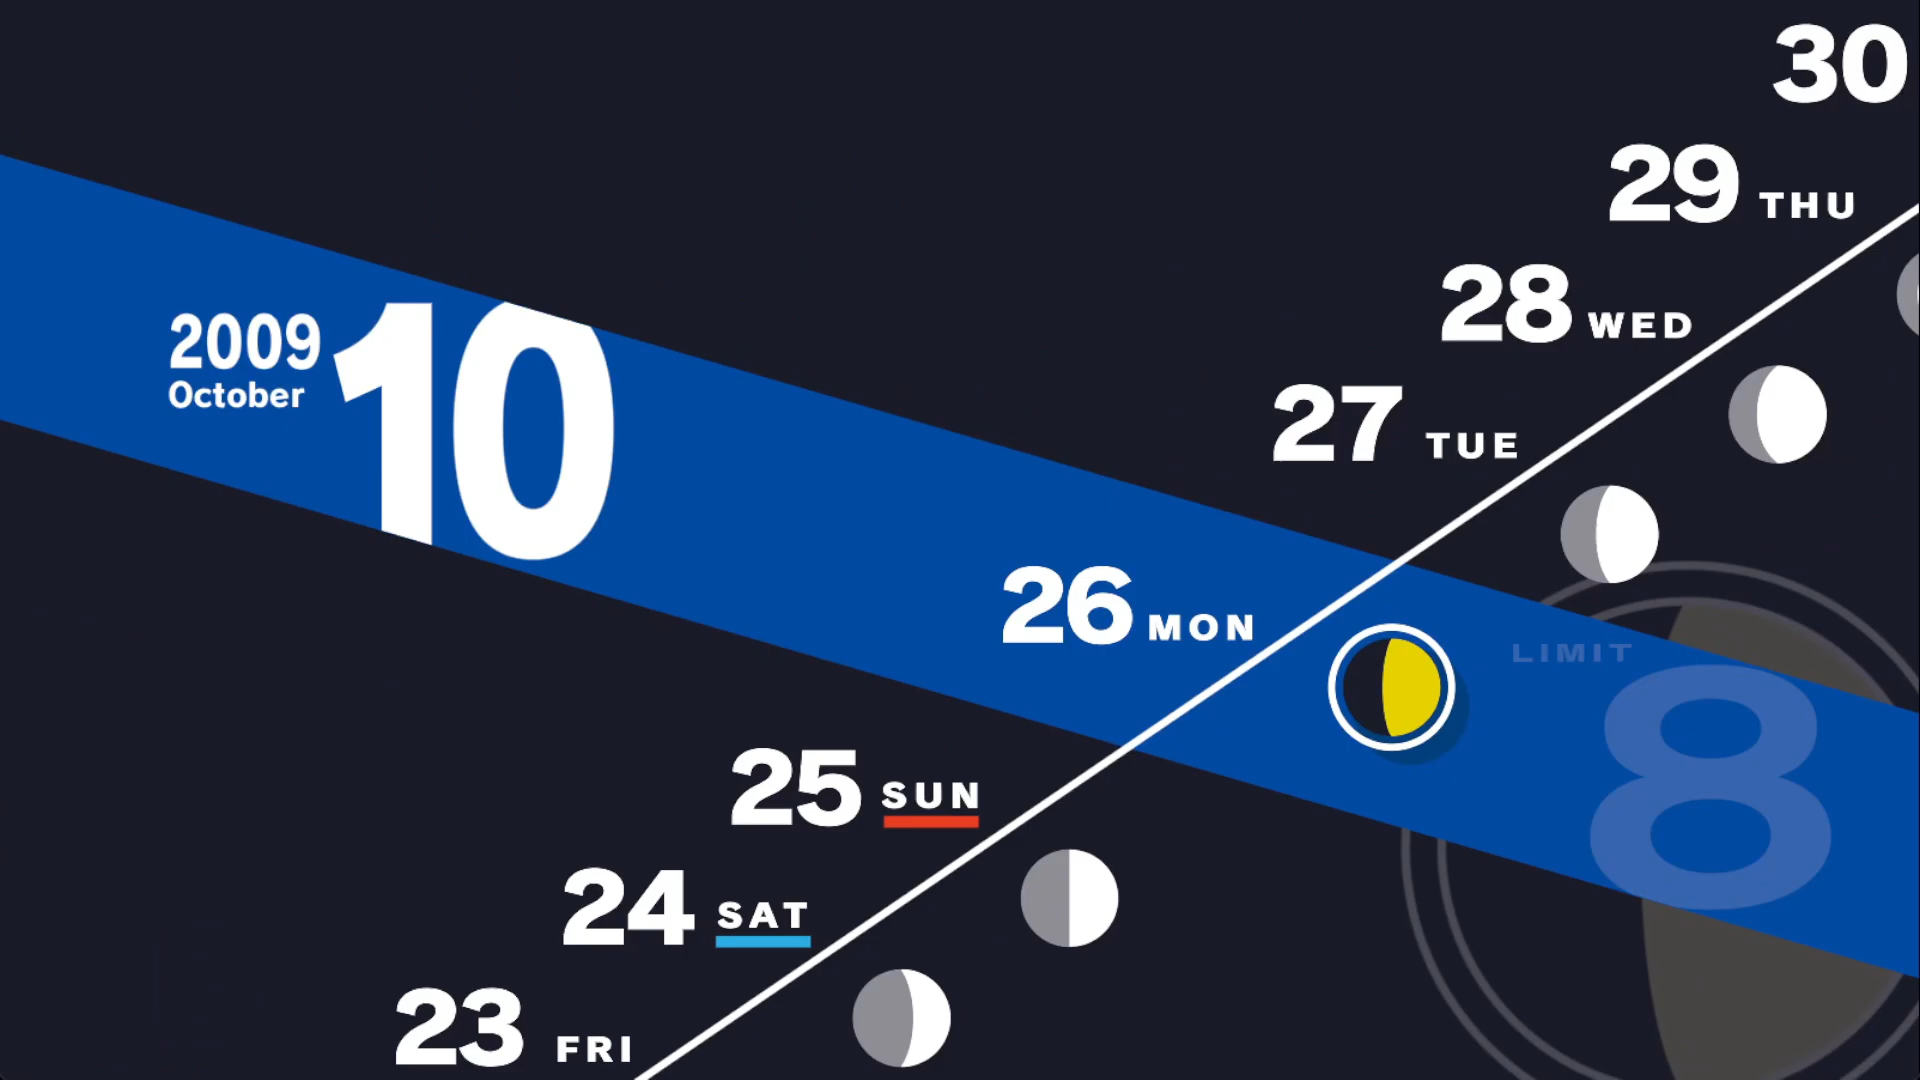 30
29 THU
28 WED
27 TUE
2009
October
10
26 MON
LIMIT
8
25 SUN
24 SAT
23 FRI